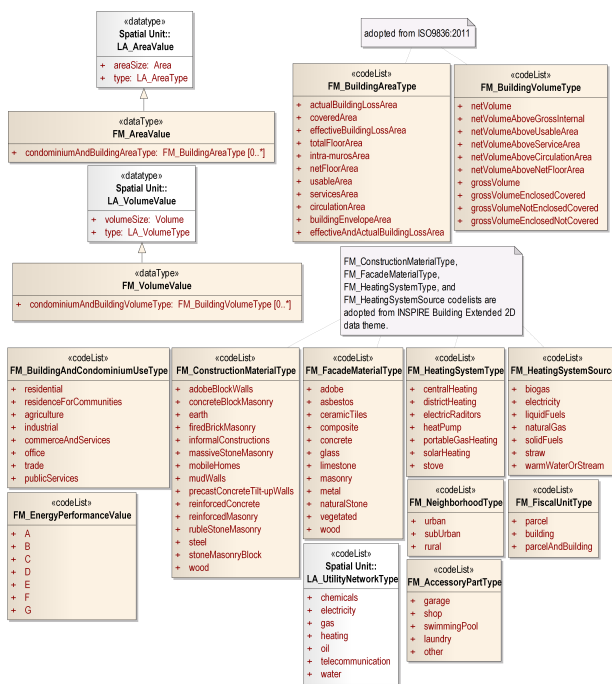 «datatype»
Spatial Unit::
LA_AreaValue
+ areaSize: Area
+ type: LA_AreaType
«dataType»
FM_AreaValue
+ condominiumAndBuildingAreaType: FM_BuildingAreaType [0..*]
«datatype»
Spatial Unit::
LA_VolumeValue
+ volumeSize: Volume
+ type: LA_VolumeType
«dataType»
FM_VolumeValue
+ condominiumAndBuildingVolumeType: FM_BuildingVolumeType [0..*]
adopted from ISO9836:2011
«codeList»
FM_BuildingAreaType
+ actualBuildingLossArea
+ coveredArea
+ effectiveBuildingLossArea
+ totalFloorArea
+ intra-murosArea
+ netFloorArea
+ usableArea
+ servicesArea
+ circulationArea
+ buildingEnvelopeArea
+ effectiveAndActualBuildingLossArea
«codeList»
FM_BuildingVolumeType
+ netVolume
+ netVolumeAboveGrossInternal
+ netVolumeAboveUsableArea
+ netVolumeAboveServiceArea
+ netVolumeAboveCirculationArea
+ netVolumeAboveNetFloorArea
+ grossVolume
+ grossVolumeEnclosedCovered
+ grossVolumeNotEnclosedCovered
+ grossVolumeEnclosedNotCovered
FM_ConstructionMaterialType,
FM_FacadeMaterialType,
FM_HeatingSystemType, and
FM_HeatingSystemSource codelists are
adopted from INSPIRE Building Extended 2D
data theme.
«codeList»
FM_BuildingAndCondominiumUseType
+ residential
+ residenceForCommunities
+ agriculture
+ industrial
+ commerceAndServices
+ office
+ trade
+ publicServices
«codeList»
FM_ConstructionMaterialType
+ adobeBlockWalls
+ concreteBlockMasonry
+ earth
+ firedBrickMasonry
+ informalConstructions
+ massiveStoneMasonry
+ mobileHomes
+ mudWalls
+ precastConcreteTilt-upWalls
+ reinforcedConcrete
+ reinforcedMasonry
+ rubleStoneMasonry
+ steel
+ stoneMasonryBlock
+ wood
«codeList»
FM_FacadeMaterialType
+ adobe
+ asbestos
+ ceramicTiles
+ composite
+ concrete
+ glass
+ limestone
+ masonry
+ metal
+ naturalStone
+ vegetated
+ wood
«codeList»
FM_HeatingSystemType
+ centralHeating
+ districtHeating
+ electricRaditors
+ heatPump
+ portableGasHeating
+ solarHeating
+ stove
«codeList»
FM_HeatingSystemSource
+ biogas
+ electricity
+ liquidFuels
+ naturalGas
+ solidFuels
+ straw
+ warmWaterOrStream
«codeList»
FM_EnergyPerformanceValue
+ A
+ B
+ C
+ D
+ E
+ F
+ G
«codeList»
FM_NeighborhoodType
+ urban
+ subUrban
+ rural
«codeList»
FM_FiscalUnitType
+ parcel
+ building
+ parcelAndBuilding
«codeList»
Spatial Unit::
LA_UtilityNetworkType
+ chemicals
+ electricity
+ gas
+ heating
+ oil
+ telecommunication
+ water
«codeList»
FM_AccessoryPartType
+ garage
+ shop
+ swimmingPool
+ laundry
+ other